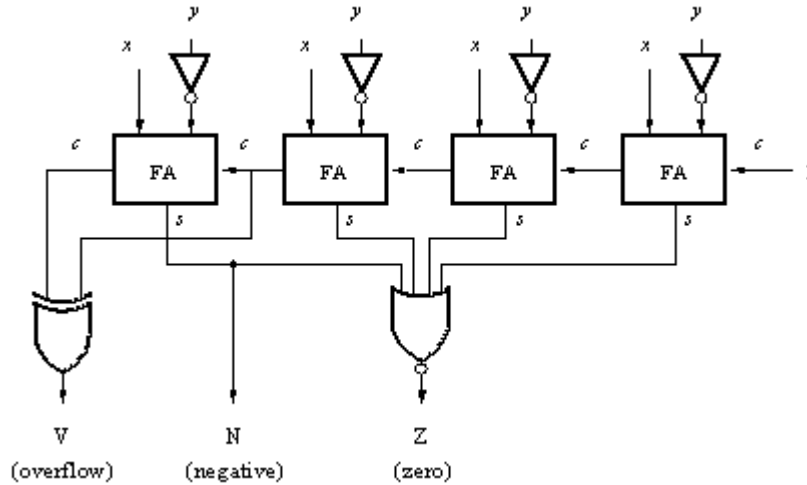 y y y y
x x x x
c c c c c
FA FA FA FA
s s s s
V N Z
(overflow) (negative) (zero)